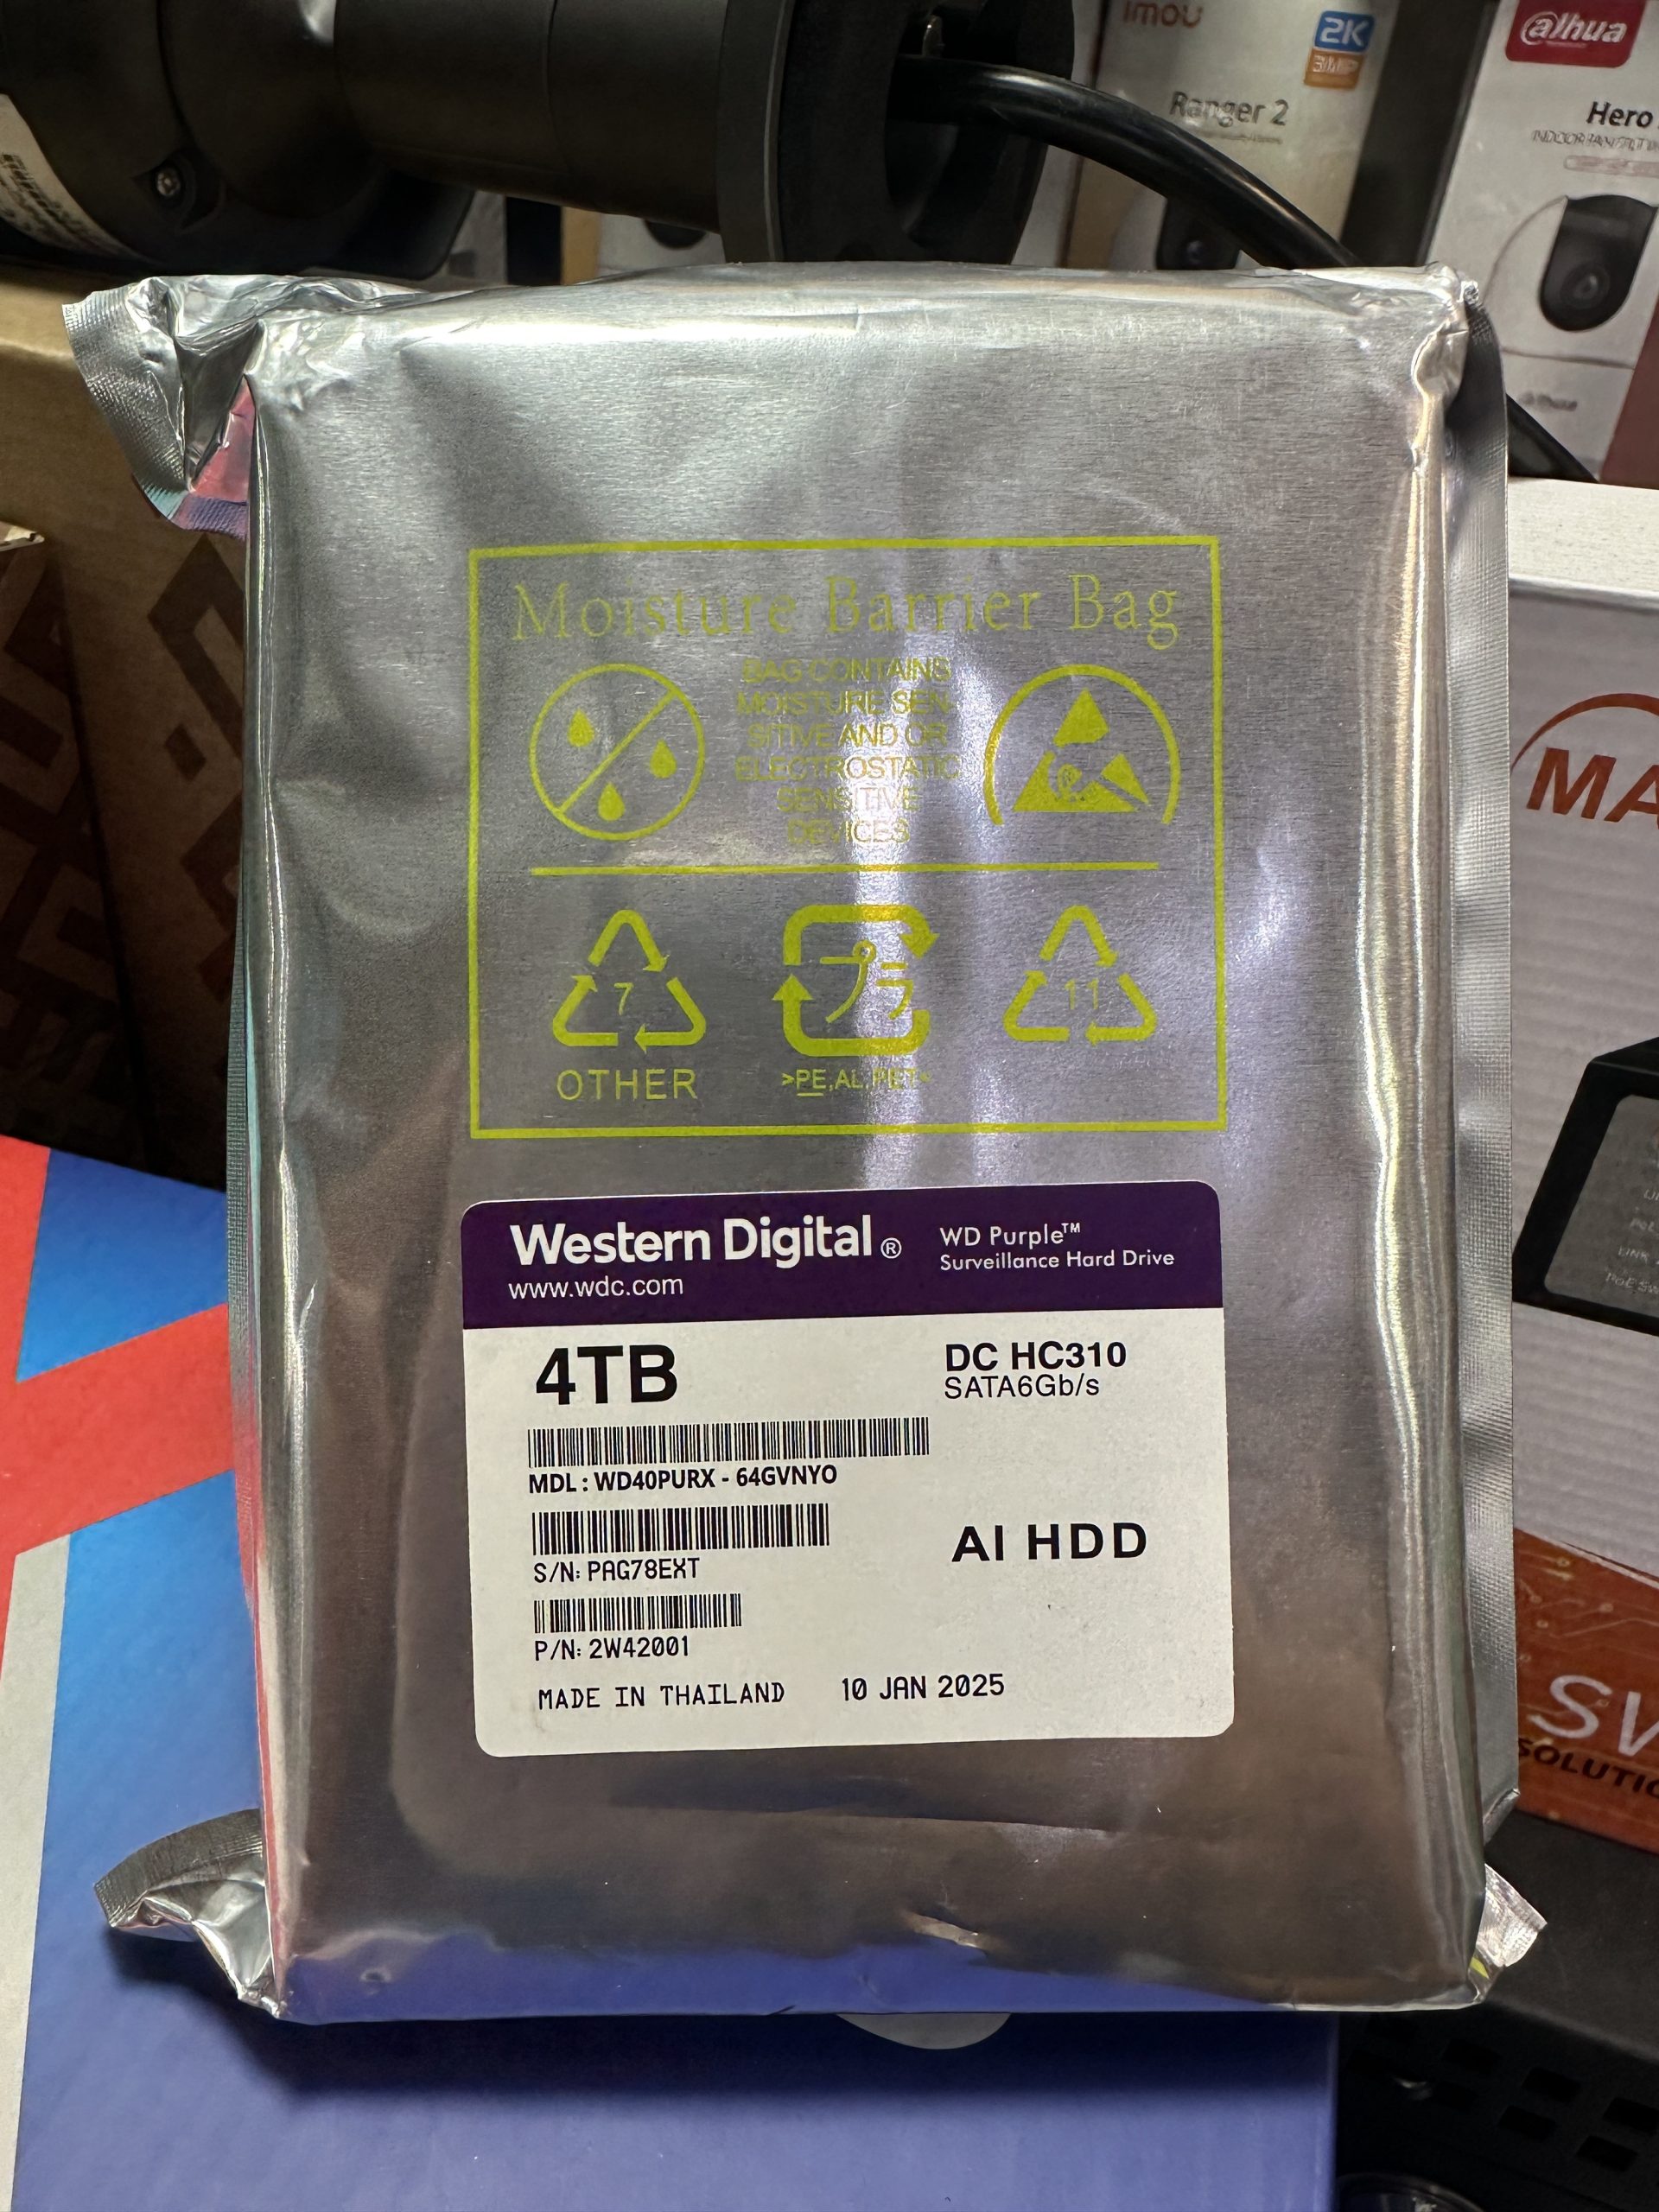 imou
2K
3MP
Ranger 2
alhua
Hero
Moisture Barrier Bag
BAG CONTAINS
MOISTURE SEN-
SITIVE AND OR
ELECTROSTATIC
SENSITIVE
DEVICES
7
プラ
11
OTHER
>PE,AL,PET<
MA
Western Digital®
WD Purple™
Surveillance Hard Drive
www.wdc.com
4TB
DC HC310
SATA6Gb/s
MDL : WD40PURX - 64GVNYO
AI HDD
S/N: PAG78EXT
P/N: 2W42001
MADE IN THAILAND 10 JAN 2025
SV
SOLUTIO